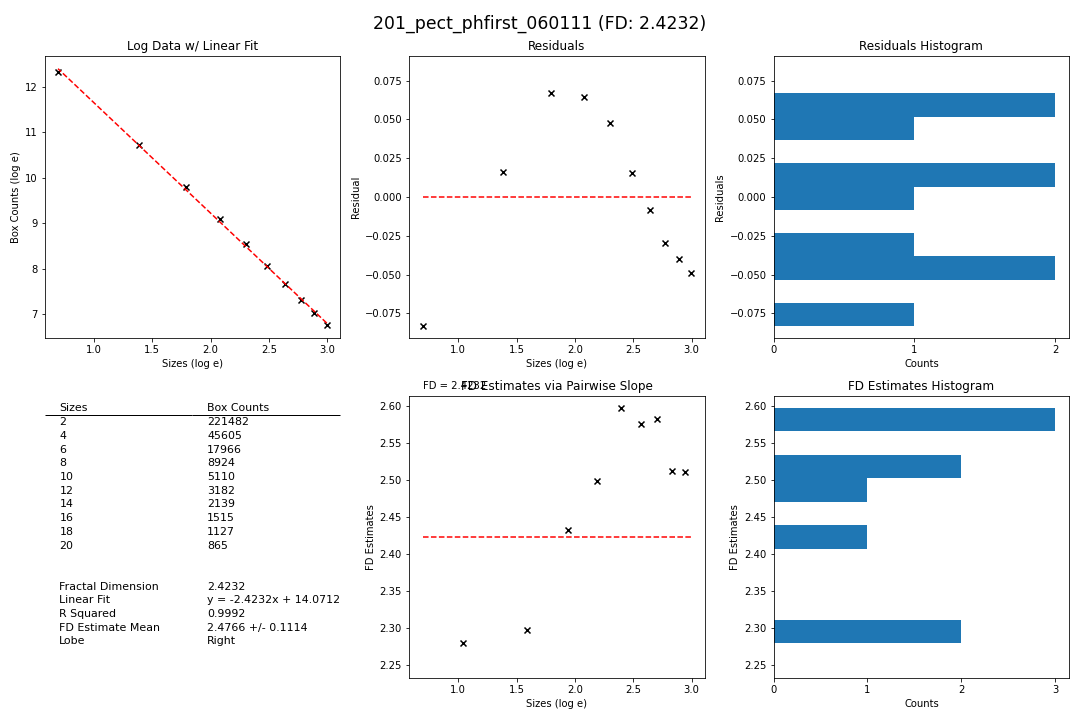 201_pect_phfirst_060111 (FD: 2.4232)
Log Data w/ Linear Fit
12
11
10
9
8
7
Box Counts (log e)
1.0 1.5 2.0 2.5 3.0
Sizes (log e)
Residuals
0.075
0.050
0.025
0.000
−0.025
−0.050
−0.075
Residual
1.0 1.5 2.0 2.5 3.0
Sizes (log e)
Residuals Histogram
0.075
0.050
0.025
0.000
−0.025
−0.050
−0.075
Residuals
0 1 2
Counts
Sizes Box Counts
2 221482
4 45605
6 17966
8 8924
10 5110
12 3182
14 2139
16 1515
18 1127
20 865
Fractal Dimension 2.4232
Linear Fit y = -2.4232x + 14.0712
R Squared 0.9992
FD Estimate Mean 2.4766 +/- 0.1114
Lobe Right
FD = 2.4232
FD Estimates via Pairwise Slope
2.60
2.55
2.50
2.45
2.40
2.35
2.30
2.25
FD Estimates
1.0 1.5 2.0 2.5 3.0
Sizes (log e)
FD Estimates Histogram
2.60
2.55
2.50
2.45
2.40
2.35
2.30
2.25
FD Estimates
0 1 2 3
Counts